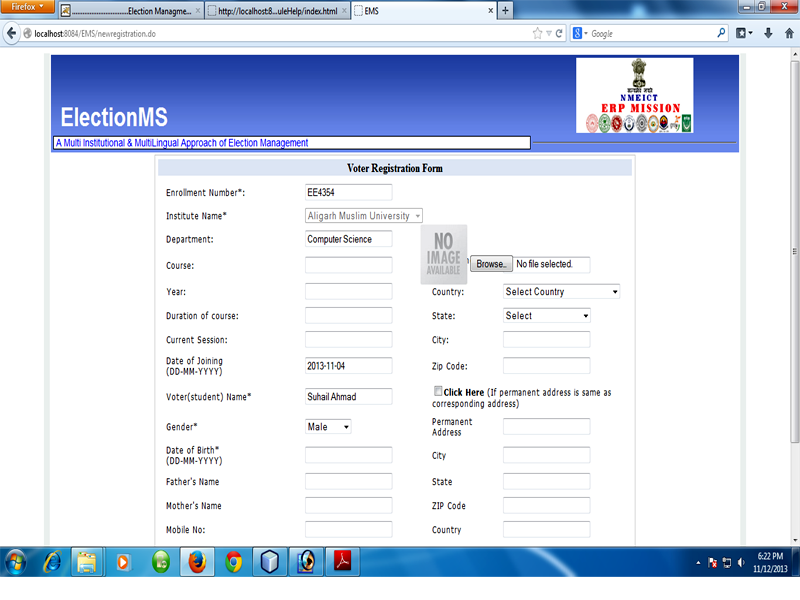 Firefox
...............................Election Managme...
http://localhost:8...uleHelp/index.html
EMS
localhost:8084/EMS/newregistration.do
Google
NMEICT
ERP MISSION
ElectionMS
A Multi Institutional & MultiLingual Approach of Election Management
Voter Registration Form
Enrollment Number*: EE4354
Institute Name* Aligarh Muslim University
Department: Computer Science
NO IMAGE AVAILABLE
Course: Browse.. No file selected.
Year: Country: Select Country
Duration of course: State: Select
Current Session: City:
Date of Joining (DD-MM-YYYY) 2013-11-04 Zip Code:
Voter(student) Name* Suhail Ahmad Click Here (If permanent address is same as corresponding address)
Gender* Male Permanent Address
Date of Birth* (DD-MM-YYYY) City
Father's Name State
Mother's Name ZIP Code
Mobile No: Country
6:22 PM
11/12/2013